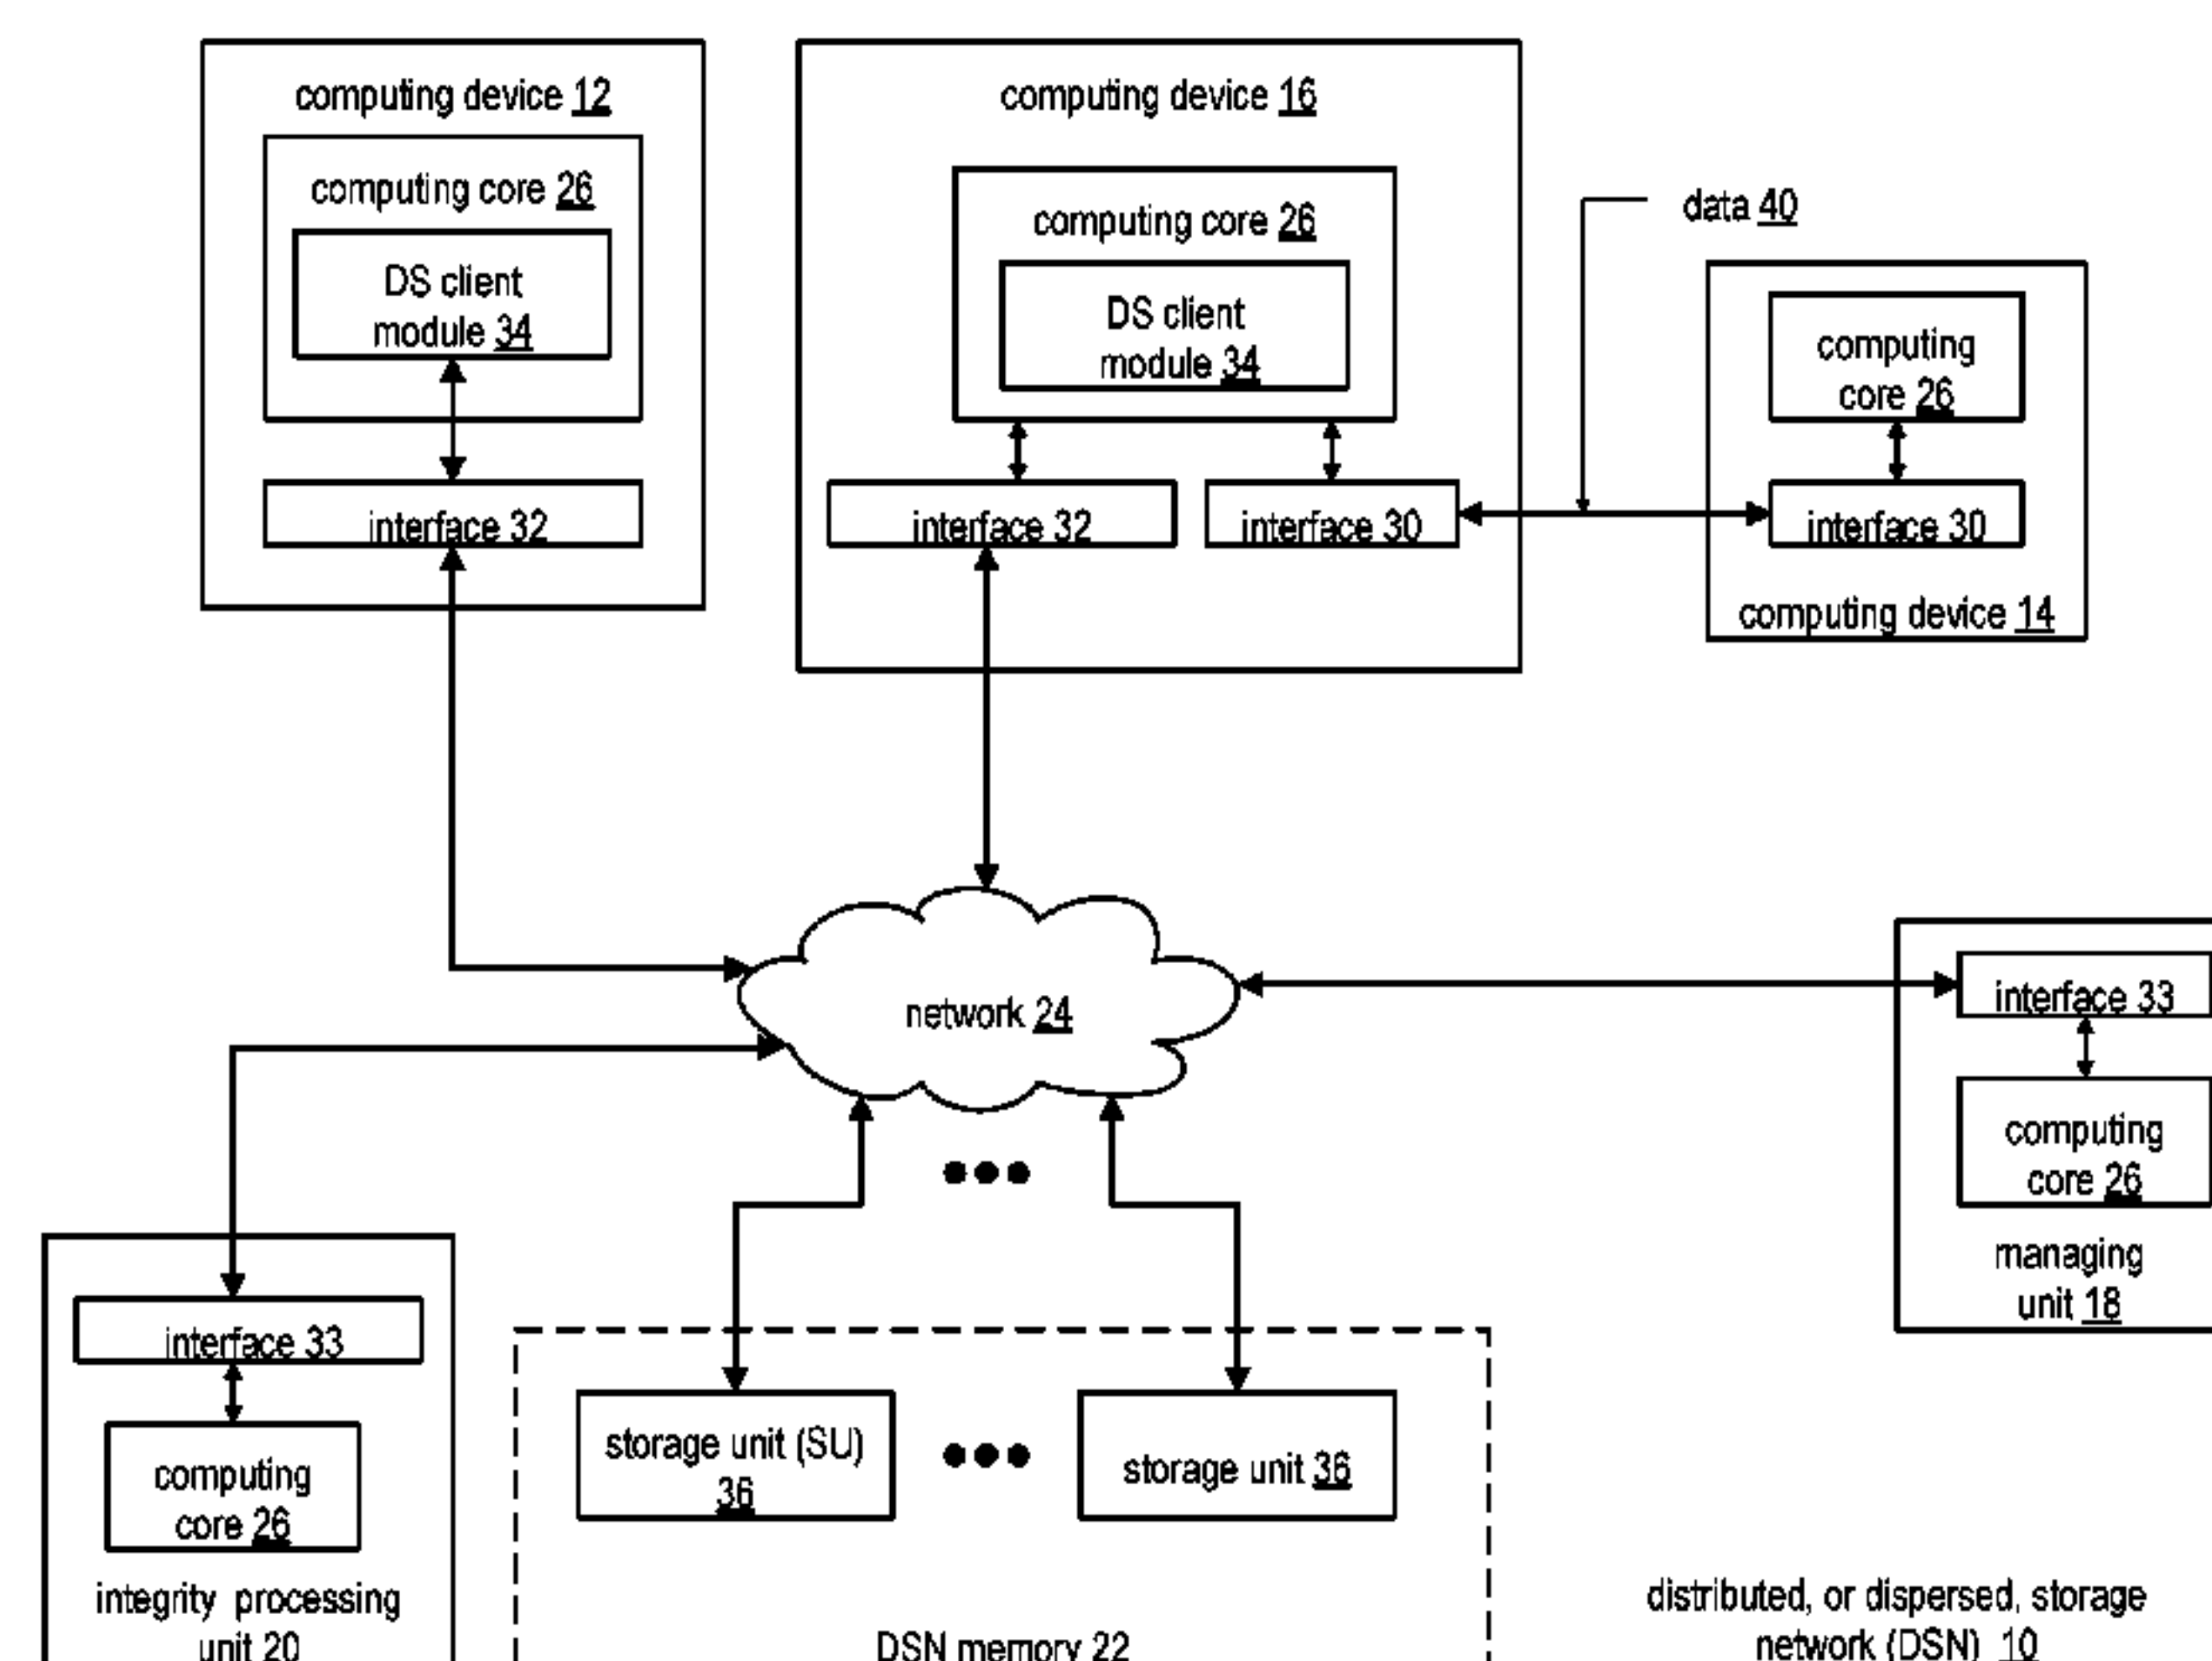 computing device 12
computing core 26
DS client
module 34
interface 32
computing device 16
computing core 26
DS client
module 34
interface 32
interface 30
data 40
computing
core 26
interface 30
computing device 14
network 24
interface 33
computing
core 26
managing
unit 18
interface 33
computing
core 26
integrity processing
unit 20
storage unit (SU)
36
storage unit 36
DSN memory 22
distributed, or dispersed, storage
network (DSN) 10